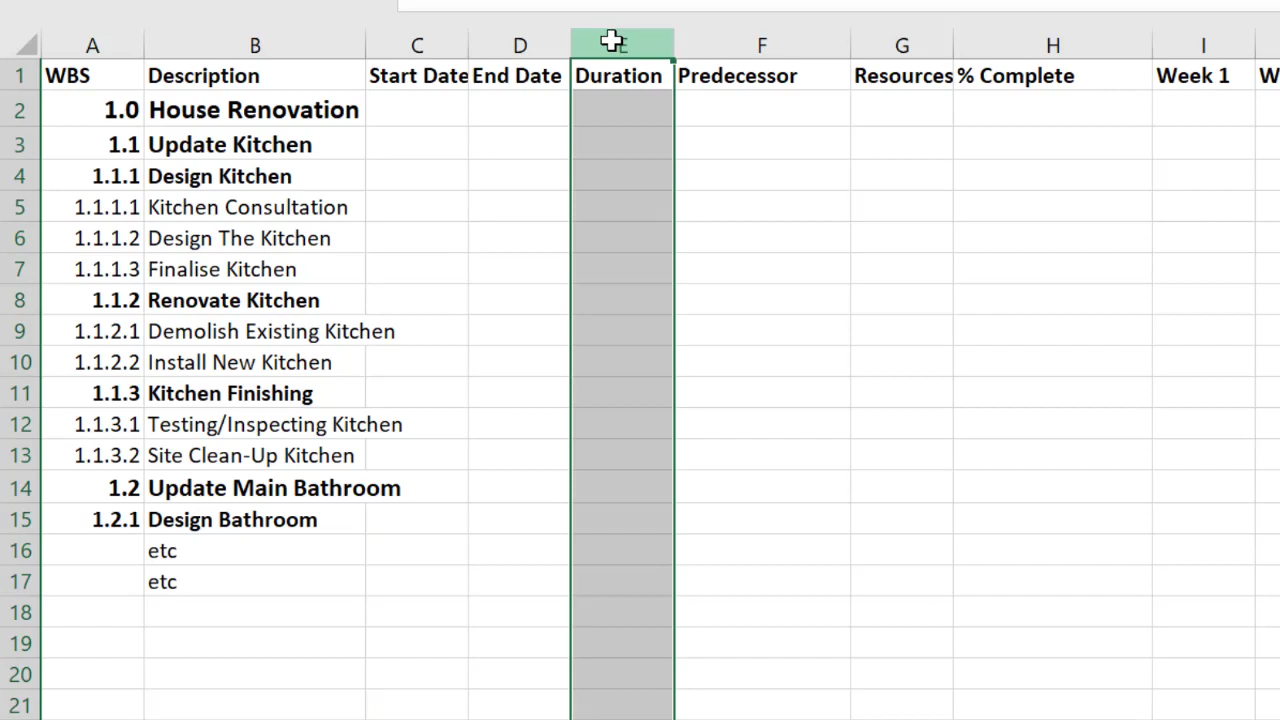 A B C D E F G H I
1 WBS Description Start Date End Date Duration Predecessor Resources % Complete Week 1 W
2 1.0 House Renovation
3 1.1 Update Kitchen
4 1.1.1 Design Kitchen
5 1.1.1.1 Kitchen Consultation
6 1.1.1.2 Design The Kitchen
7 1.1.1.3 Finalise Kitchen
8 1.1.2 Renovate Kitchen
9 1.1.2.1 Demolish Existing Kitchen
10 1.1.2.2 Install New Kitchen
11 1.1.3 Kitchen Finishing
12 1.1.3.1 Testing/Inspecting Kitchen
13 1.1.3.2 Site Clean-Up Kitchen
14 1.2 Update Main Bathroom
15 1.2.1 Design Bathroom
16 etc
17 etc
18
19
20
21